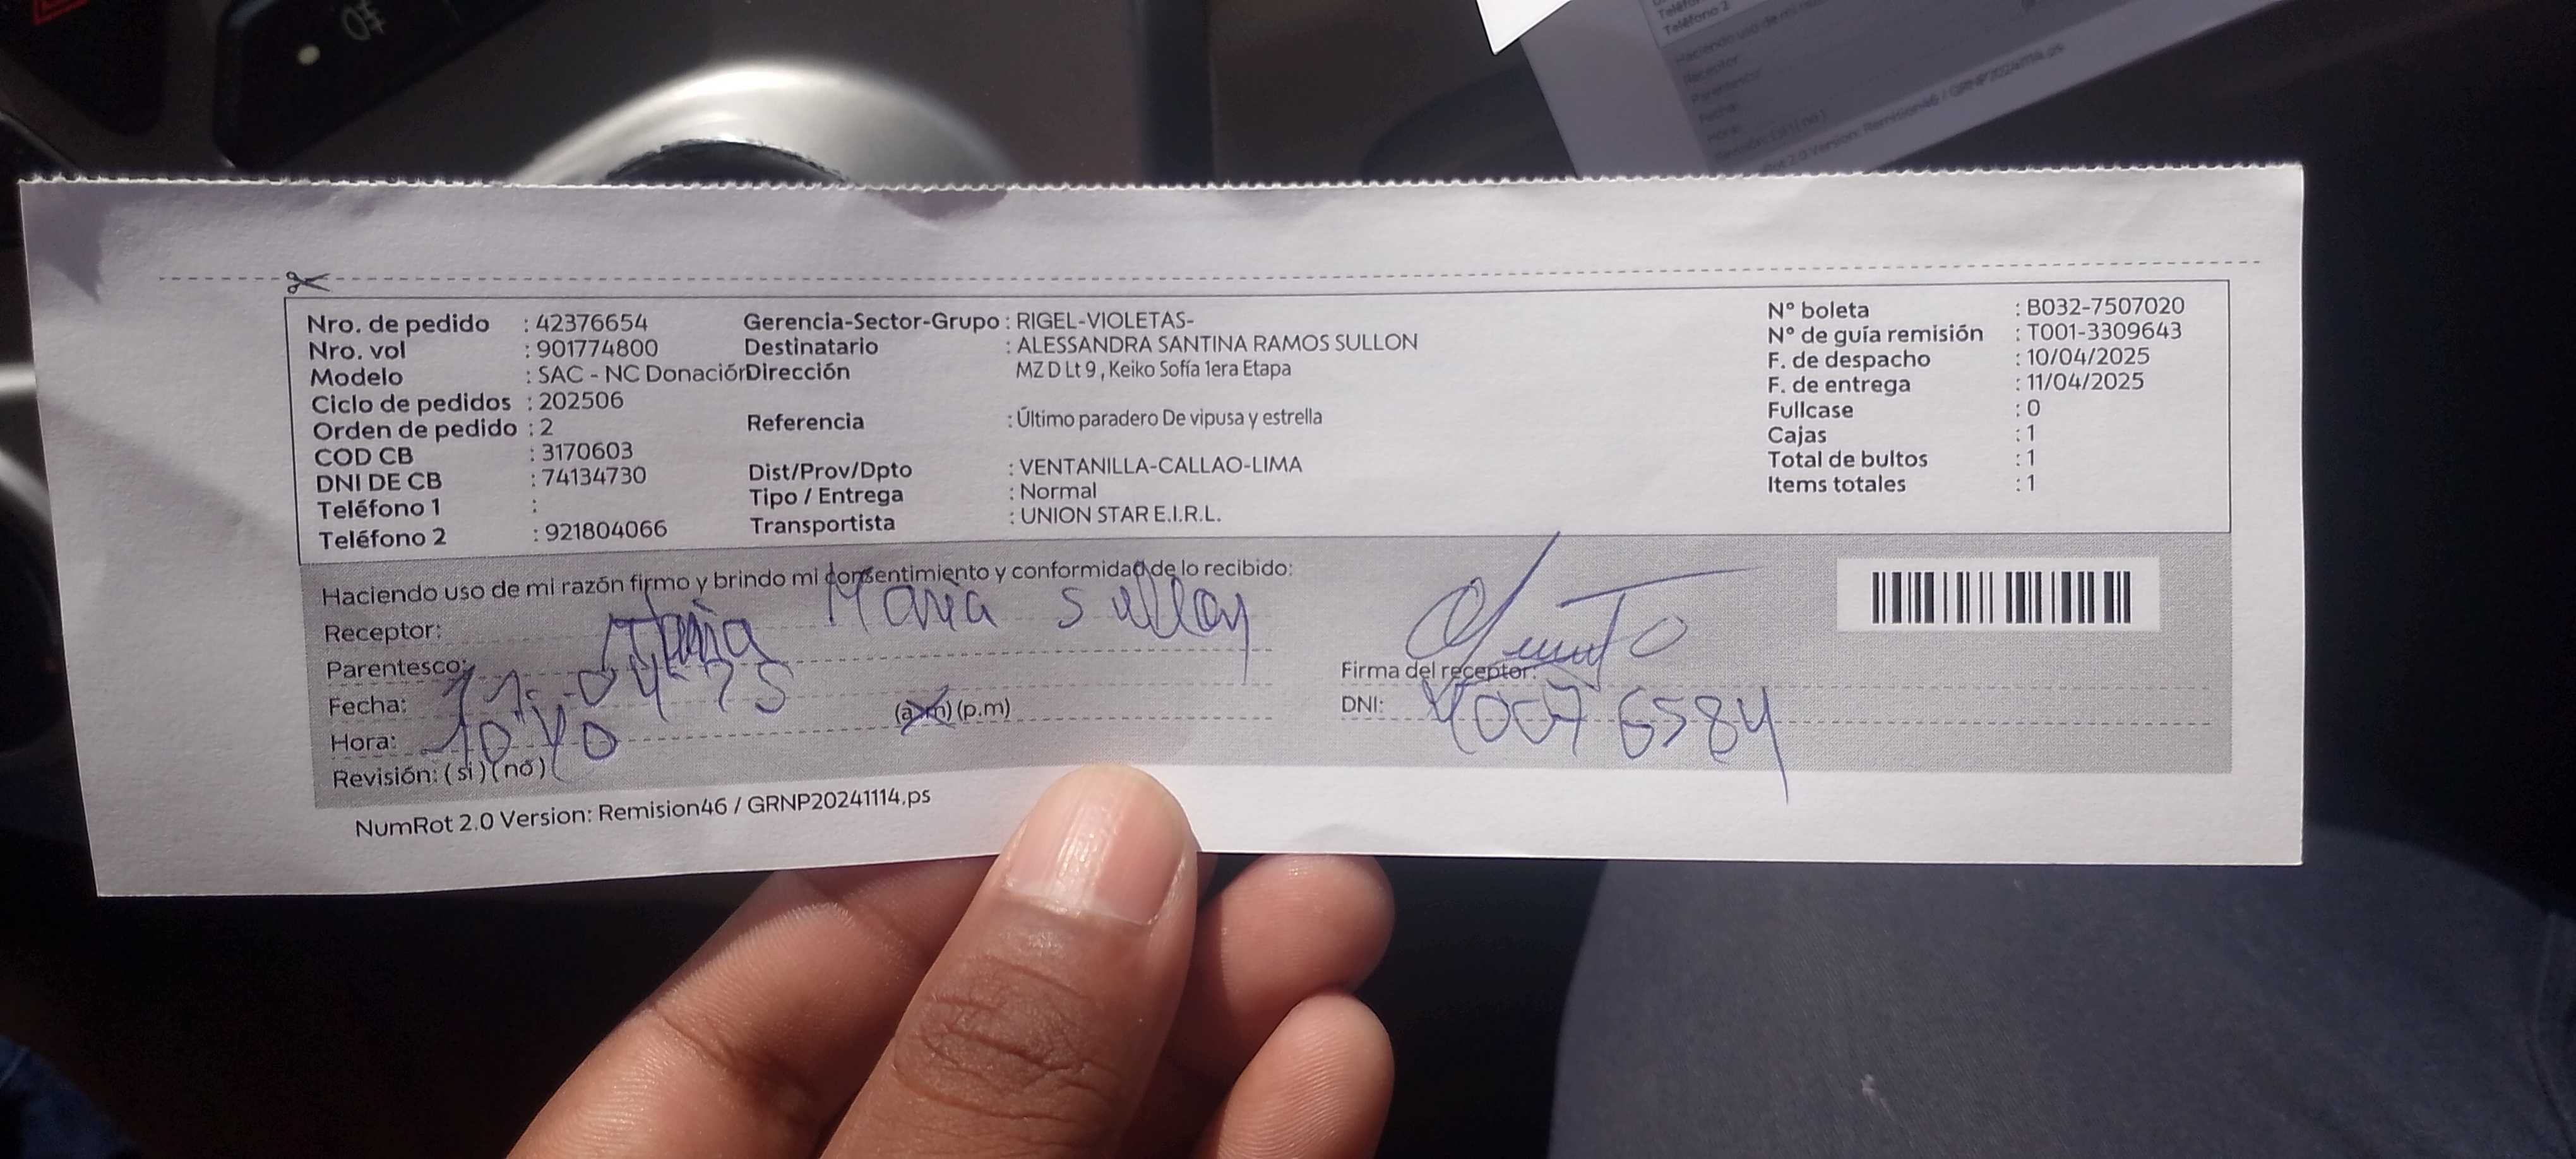 Nro. de pedido : 42376654
Nro. vol : 901774800
Modelo : SAC - NC Donación
Ciclo de pedidos : 202506
Orden de pedido : 2
COD CB : 3170603
DNI DE CB : 74134730
Teléfono 1 :
Teléfono 2 : 921804066
Gerencia-Sector-Grupo : RIGEL-VIOLETAS-
Destinatario : ALESSANDRA SANTINA RAMOS SULLON
Dirección MZ D Lt 9 , Keiko Sofía 1era Etapa
Referencia : Último paradero De vipusa y estrella
Dist/Prov/Dpto : VENTANILLA-CALLAO-LIMA
Tipo / Entrega : Normal
Transportista : UNION STAR E.I.R.L.
N° boleta : B032-7507020
N° de guía remisión : T001-3309643
F. de despacho : 10/04/2025
F. de entrega : 11/04/2025
Fullcase : 0
Cajas : 1
Total de bultos : 1
Items totales : 1
Haciendo uso de mi razón firmo y brindo mi consentimiento y conformidad de lo recibido:
Receptor: Maria Sullon
Parentesco:
Fecha: 11-04-25
Hora: 10:40 (a.m) (p.m)
Revisión: ( si ) ( no )
Firma del receptor:
DNI: 40076584
NumRot 2.0 Version: Remision46 / GRNP20241114.ps
Teléfono 2